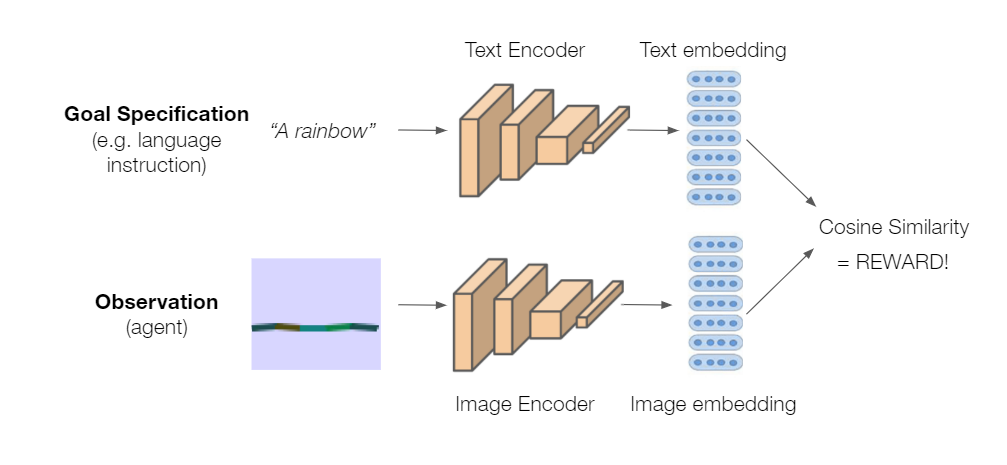 Text Encoder
Text embedding
Goal Specification
(e.g. language
instruction)
“A rainbow”
Cosine Similarity
= REWARD!
Observation
(agent)
Image Encoder
Image embedding